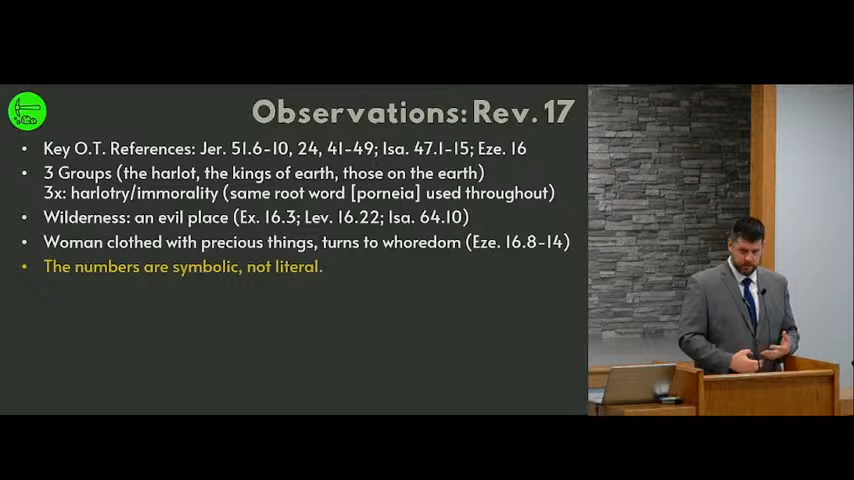 Observations: Rev. 17
• Key O.T. References: Jer. 51.6-10, 24, 41-49; Isa. 47.1-15; Eze. 16
• 3 Groups (the harlot, the kings of earth, those on the earth)
3x: harlotry/immorality (same root word [porneia] used throughout)
• Wilderness: an evil place (Ex. 16.3; Lev. 16.22; Isa. 64.10)
• Woman clothed with precious things, turns to whoredom (Eze. 16.8-14)
• The numbers are symbolic, not literal.